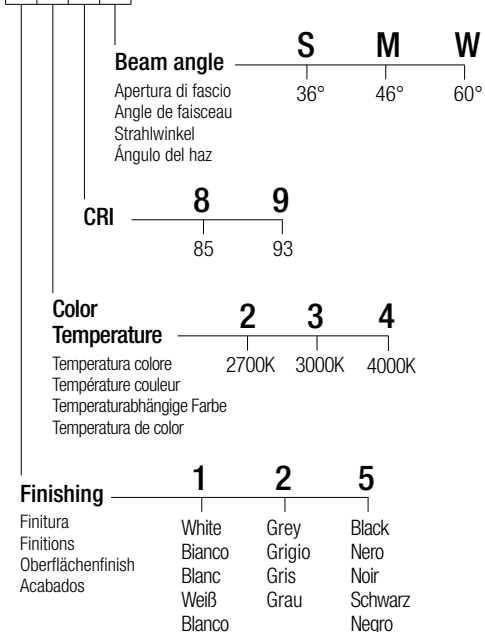 S M W
Beam angle
36° 46° 60°
Apertura di fascio
Angle de faisceau
Strahlwinkel
Ángulo del haz
8 9
CRI
85 93
Color
Temperature
2 3 4
2700K 3000K 4000K
Temperatura colore
Température couleur
Temperaturabhängige Farbe
Temperatura de color
1 2 5
Finishing
Finitura
Finitions
Oberflächenfinish
Acabados
White Grey Black
Bianco Grigio Nero
Blanc Gris Noir
Weiß Grau Schwarz
Blanco Negro